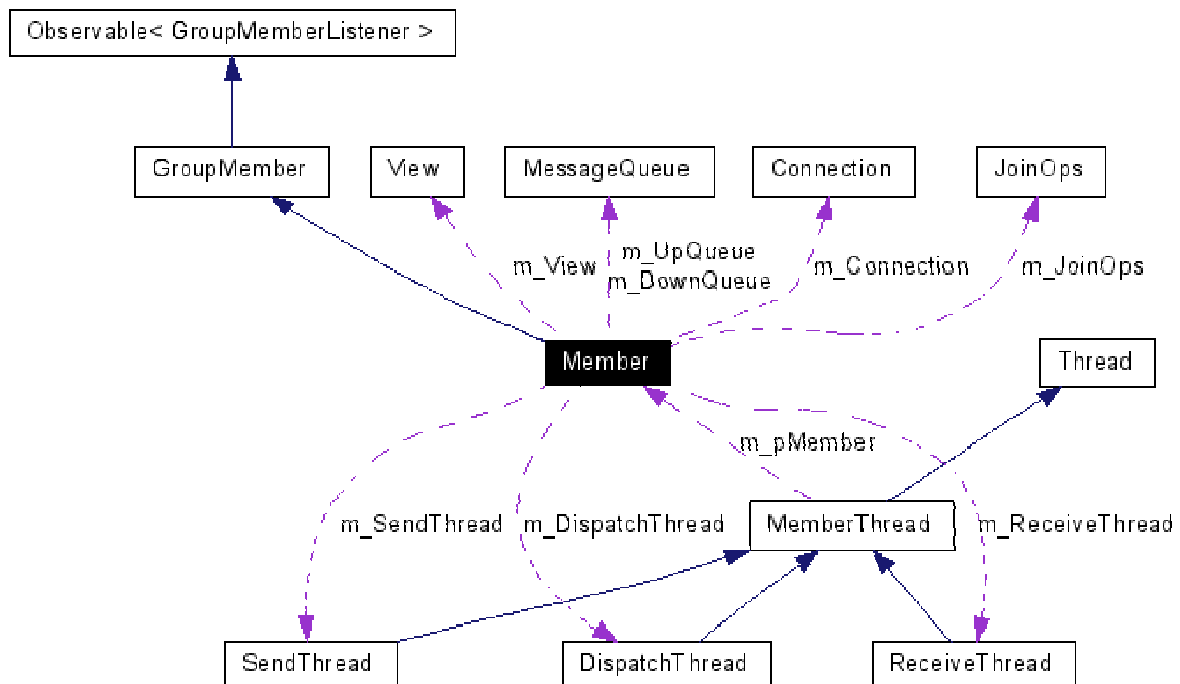 Observable< GroupMemberListener >
GroupMember
View
MessageQueue
Connection
JoinOps
m_View
m_UpQueue
m_DownQueue
m_Connection
m_JoinOps
Member
Thread
m_pMember
m_SendThread
m_DispatchThread
MemberThread
m_ReceiveThread
SendThread
DispatchThread
ReceiveThread